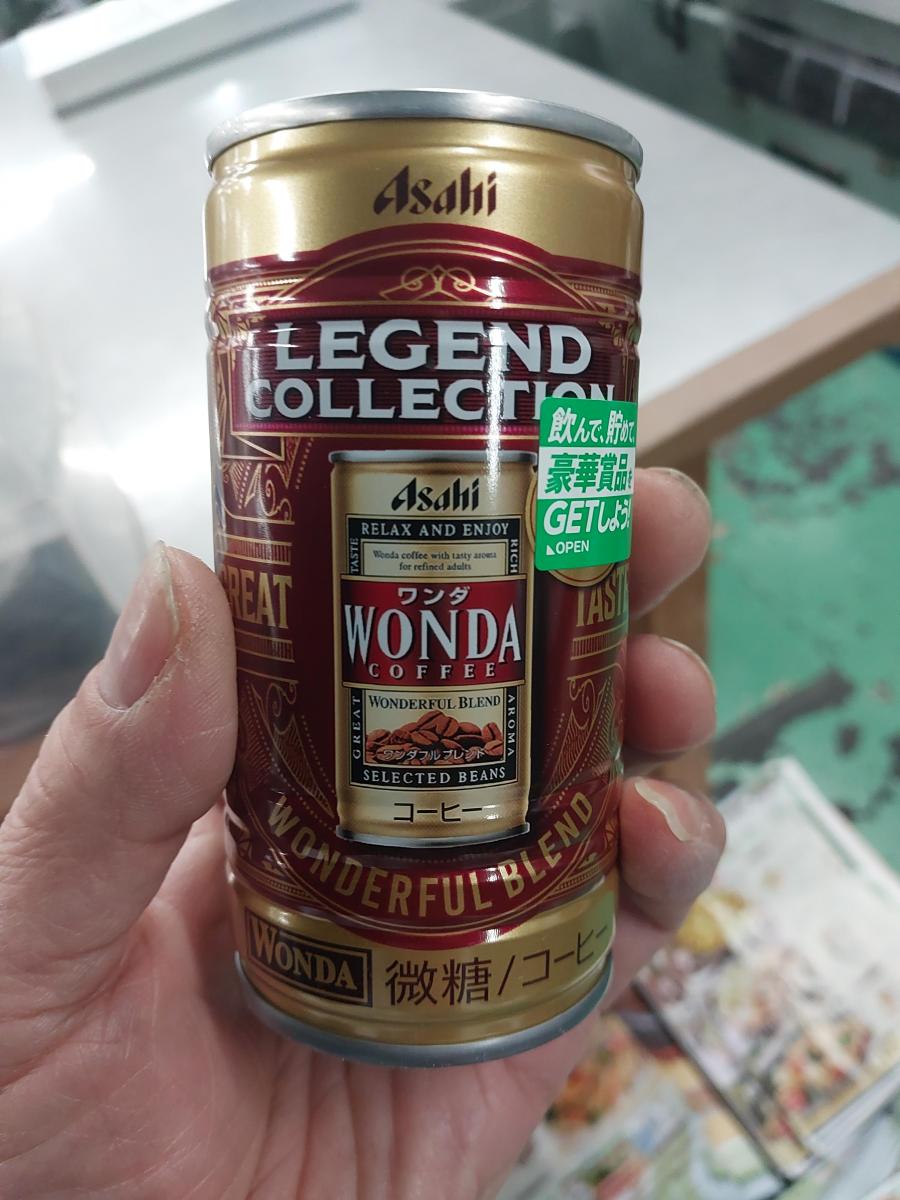 Asahi
LEGEND
COLLECTION
飲んで、貯めて、
豪華賞品を
GETしよう!
OPEN
Asahi
RELAX AND ENJOY
TASTE
RICH
Wonda coffee with tasty aroma
for refined adults
ワンダ
WONDA
COFFEE
GREAT
AROMA
WONDERFUL BLEND
ワンダフルブレンド
SELECTED BEANS
コーヒー
GREAT
TASTE
WONDERFUL BLEND
WONDA
微糖/コーヒー